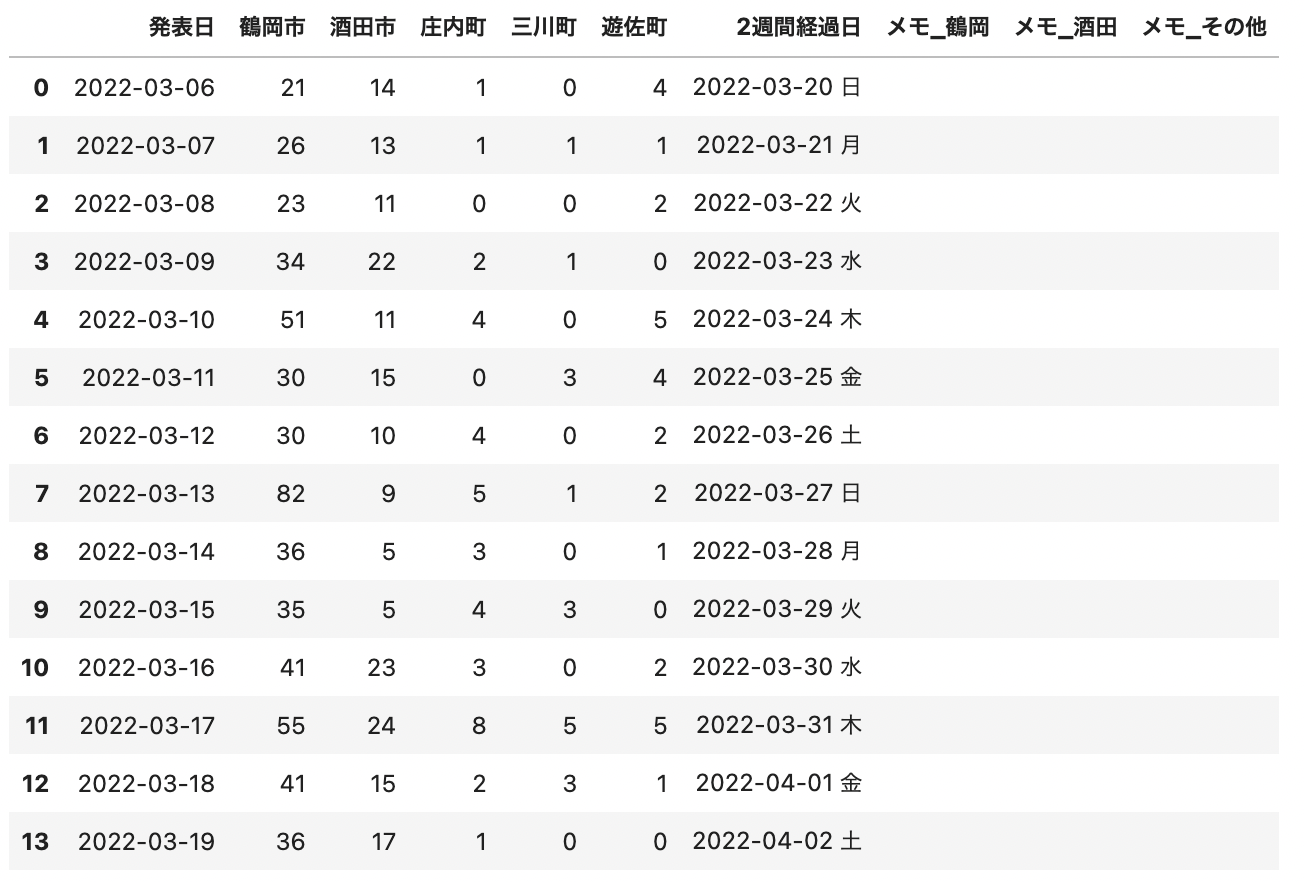 発表日 鶴岡市 酒田市 庄内町 三川町 遊佐町 2週間経過日 メモ_鶴岡 メモ_酒田 メモ_その他
0 2022-03-06 21 14 1 0 4 2022-03-20 日
1 2022-03-07 26 13 1 1 1 2022-03-21 月
2 2022-03-08 23 11 0 0 2 2022-03-22 火
3 2022-03-09 34 22 2 1 0 2022-03-23 水
4 2022-03-10 51 11 4 0 5 2022-03-24 木
5 2022-03-11 30 15 0 3 4 2022-03-25 金
6 2022-03-12 30 10 4 0 2 2022-03-26 土
7 2022-03-13 82 9 5 1 2 2022-03-27 日
8 2022-03-14 36 5 3 0 1 2022-03-28 月
9 2022-03-15 35 5 4 3 0 2022-03-29 火
10 2022-03-16 41 23 3 0 2 2022-03-30 水
11 2022-03-17 55 24 8 5 5 2022-03-31 木
12 2022-03-18 41 15 2 3 1 2022-04-01 金
13 2022-03-19 36 17 1 0 0 2022-04-02 土